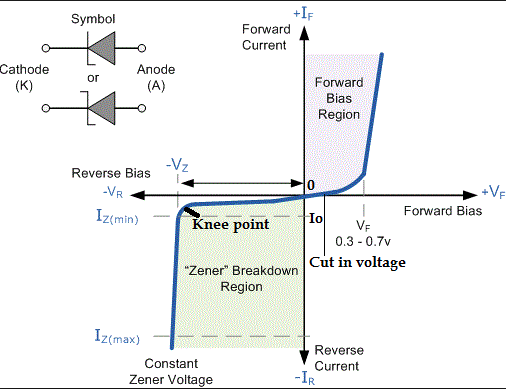 Symbol
Cathode
(K)
or
Anode
(A)
+IF
Forward
Current
Forward
Bias
Region
-VZ
Reverse Bias
-VR
0
+VF
Forward Bias
IZ(min)
Knee point
Io
VF
0.3 - 0.7v
Cut in voltage
"Zener" Breakdown
Region
IZ(max)
Constant
Zener Voltage
Reverse
Current
-IR